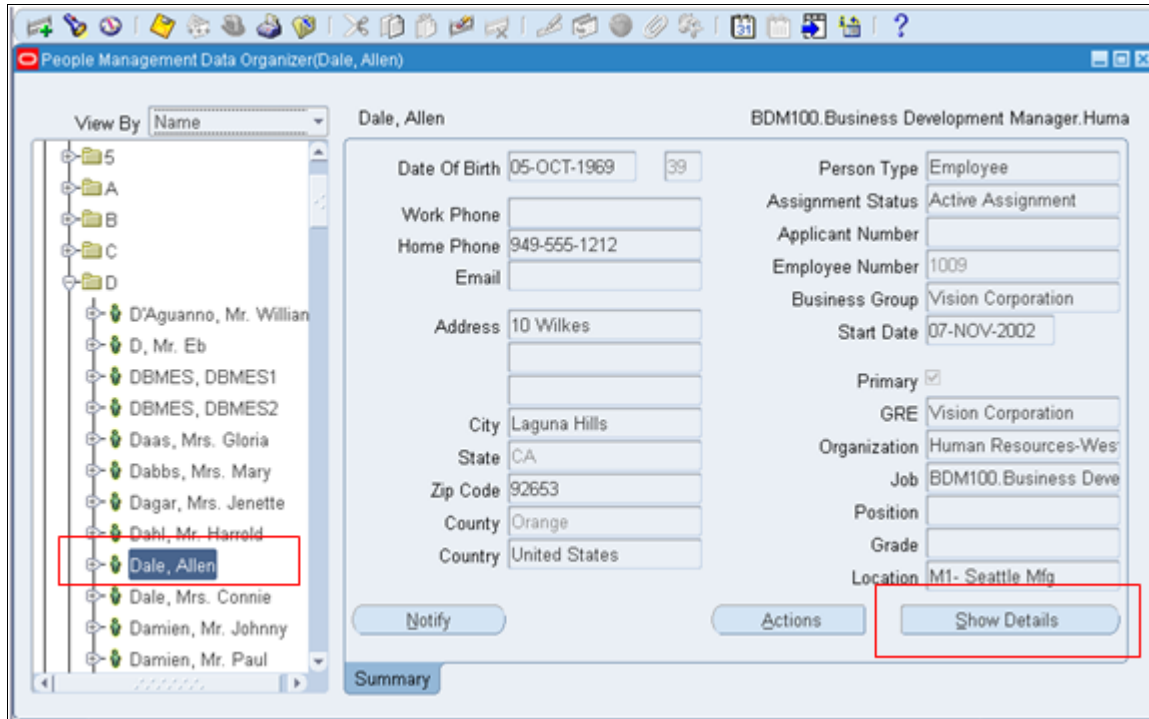 31
?
People Management Data Organizer(Dale, Allen)
View By Name
5
A
B
C
D
D'Aguanno, Mr. Willian
D, Mr. Eb
DBMES, DBMES1
DBMES, DBMES2
Daas, Mrs. Gloria
Dabbs, Mrs. Mary
Dagar, Mrs. Jenette
Dahl, Mr. Harrold
Dale, Allen
Dale, Mrs. Connie
Damien, Mr. Johnny
Damien, Mr. Paul
Dale, Allen
BDM100.Business Development Manager.Huma
Date Of Birth 05-OCT-1969 39
Work Phone
Home Phone 949-555-1212
Email
Address 10 Wilkes
City Laguna Hills
State CA
Zip Code 92653
County Orange
Country United States
Person Type Employee
Assignment Status Active Assignment
Applicant Number
Employee Number 1009
Business Group Vision Corporation
Start Date 07-NOV-2002
Primary
GRE Vision Corporation
Organization Human Resources-Wes
Job BDM100.Business Deve
Position
Grade
Location M1- Seattle Mfg
Notify
Actions
Show Details
Summary